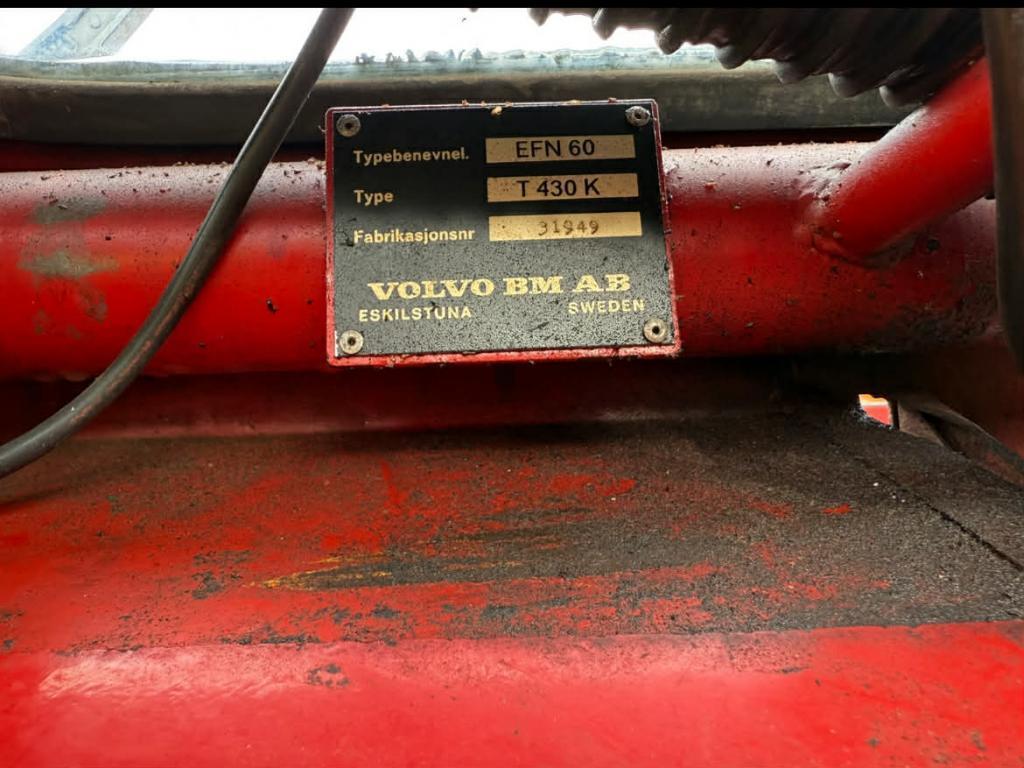 Typebenevnel. EFN 60
Type T 430 K
Fabrikasjonsnr 31949
VOLVO BM AB
ESKILSTUNA SWEDEN